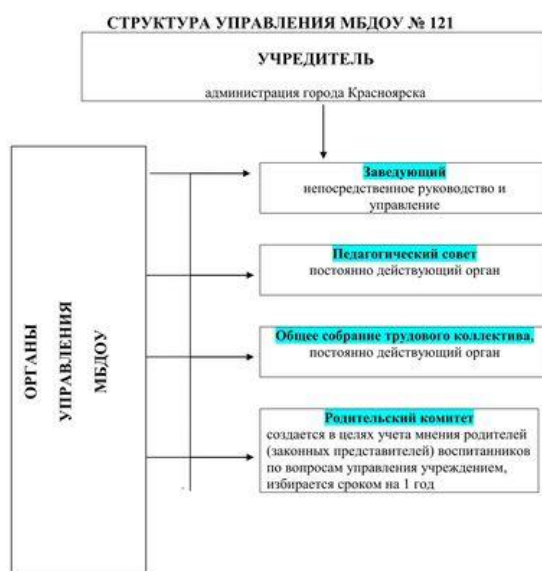 СТРУКТУРА УПРАВЛЕНИЯ МБДОУ № 121
УЧРЕДИТЕЛЬ
администрация города Красноярска
ОРГАНЫ
УПРАВЛЕНИЯ
МБДОУ
Заведующий
непосредственное руководство и
управление
Педагогический совет
постоянно действующий орган
Общее собрание трудового коллектива,
постоянно действующий орган
Родительский комитет
создается в целях учета мнения родителей
(законных представителей) воспитанников
по вопросам управления учреждением,
избирается сроком на 1 год